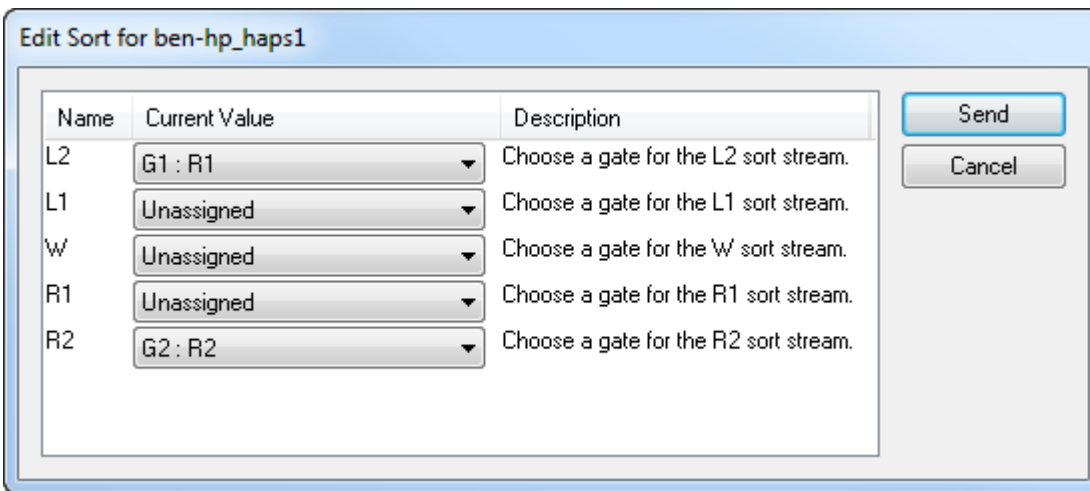 Edit Sort for ben-hp_haps1
Name Current Value Description
L2 G1 : R1 Choose a gate for the L2 sort stream.
L1 Unassigned Choose a gate for the L1 sort stream.
W Unassigned Choose a gate for the W sort stream.
R1 Unassigned Choose a gate for the R1 sort stream.
R2 G2 : R2 Choose a gate for the R2 sort stream.
Send
Cancel